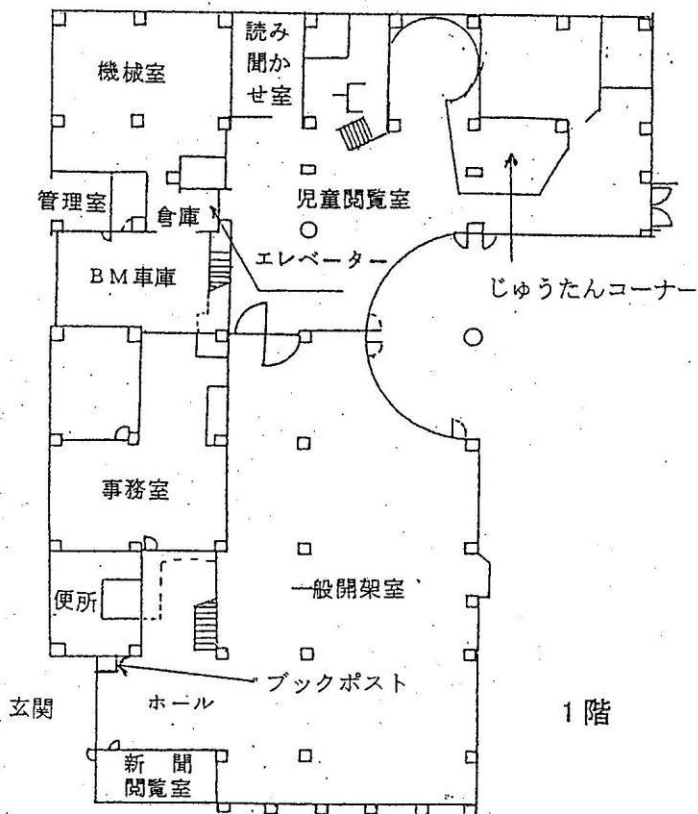 機械室
読み
聞か
せ室
管理室
倉庫
児童閲覧室
エレベーター
BM車庫
じゅうたんコーナー
事務室
便所
一般開架室
ブックポスト
玄関
ホール
1階
新聞
閲覧室